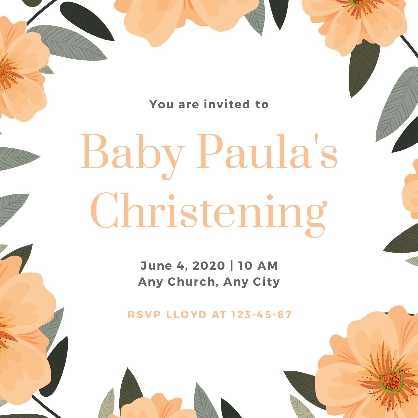 You are invited to
Baby Paula's
Christening
June 4, 2020 | 10 AM
Any Church, Any City
RSVP LLOYD AT 123-45-67